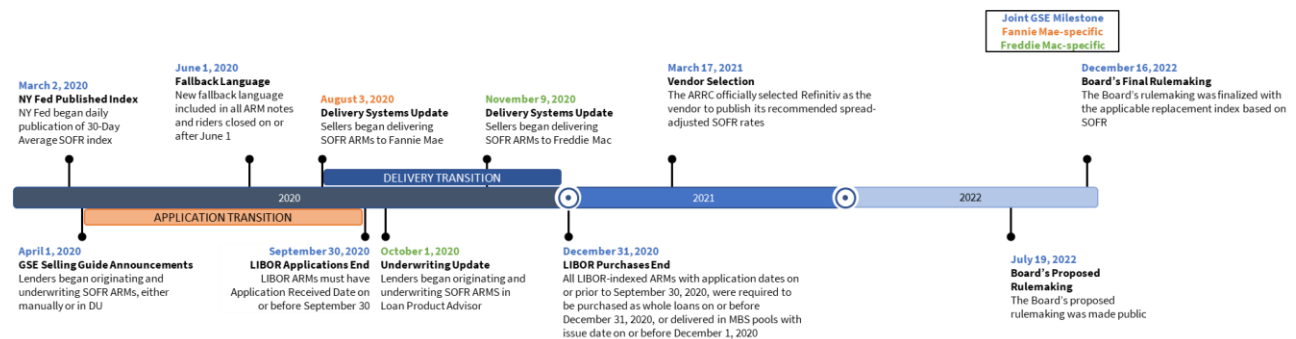 Joint GSE Milestone
Fannie Mae-specific
Freddie Mac-specific
March 2, 2020
NY Fed Published Index
NY Fed began daily
publication of 30-Day
Average SOFR index
June 1, 2020
Fallback Language
New fallback language
included in all ARM notes
and riders closed on or
after June 1
August 3, 2020
Delivery Systems Update
Sellers began delivering
SOFR ARMs to Fannie Mae
November 9, 2020
Delivery Systems Update
Sellers began delivering
SOFR ARMs to Freddie Mac
March 17, 2021
Vendor Selection
The ARRC officially selected Refinitiv as the
vendor to publish its recommended spread-
adjusted SOFR rates
December 16, 2022
Board's Final Rulemaking
The Board's rulemaking was finalized with
the applicable replacement index based on
SOFR
DELIVERY TRANSITION
2020
2021
2022
APPLICATION TRANSITION
April 1, 2020
GSE Selling Guide Announcements
Lenders began originating and
underwriting SOFR ARMs, either
manually or in DU
September 30, 2020
LIBOR Applications End
LIBOR ARMs must have
Application Received Date on
or before September 30
October 1, 2020
Underwriting Update
Lenders began originating and
underwriting SOFR ARMS in
Loan Product Advisor
December 31, 2020
LIBOR Purchases End
All LIBOR-indexed ARMs with application dates on
or prior to September 30, 2020, were required to
be purchased as whole loans on or before
December 31, 2020, or delivered in MBS pools with
issue date on or before December 1, 2020
July 19, 2022
Board's Proposed
Rulemaking
The Board's proposed
rulemaking was made public